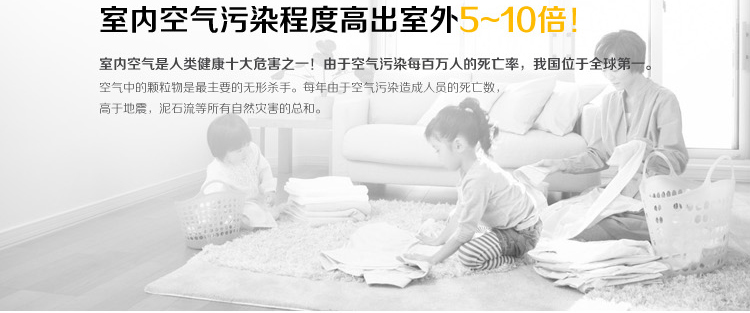 室内空气污染程度高出室外5~10倍！
室内空气是人类健康十大危害之一！由于空气污染每百万人的死亡率，我国位于全球第一。
空气中的颗粒物是最主要的无形杀手。每年由于空气污染造成人员的死亡数，
高于地震，泥石流等所有自然灾害的总和。